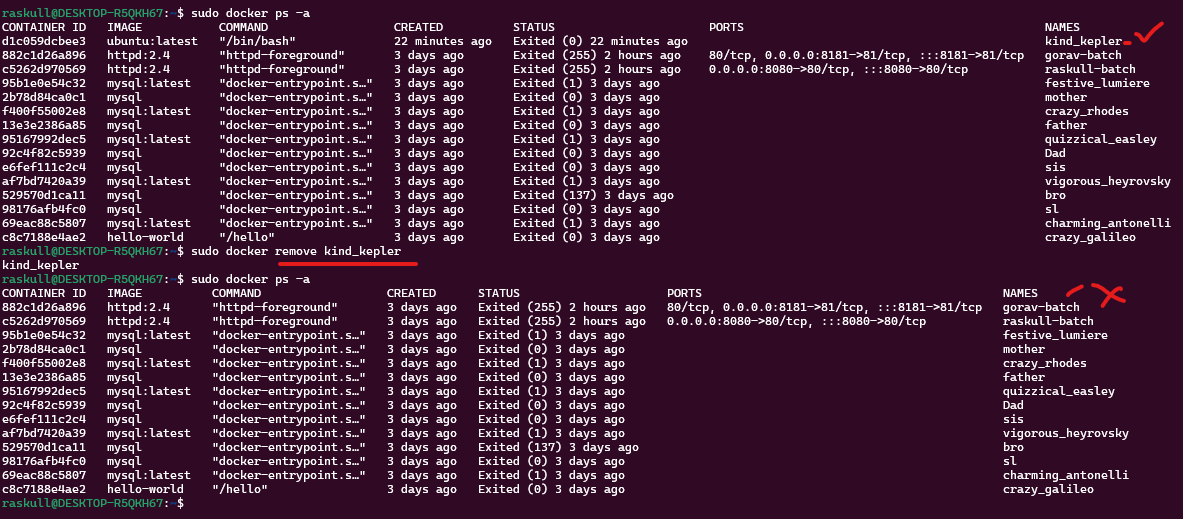 raskull@DESKTOP-R5QKH67:~$ sudo docker ps -a
CONTAINER ID   IMAGE          COMMAND                  CREATED          STATUS                      PORTS                                           NAMES
d1c059dcbee3   ubuntu:latest  "/bin/bash"              22 minutes ago   Exited (0) 22 minutes ago                                                   kind_kepler
882c1d26a896   httpd:2.4      "httpd-foreground"       3 days ago       Exited (255) 2 hours ago    80/tcp, 0.0.0.0:8181->81/tcp, :::8181->81/tcp   gorav-batch
c5262d970569   httpd:2.4      "httpd-foreground"       3 days ago       Exited (255) 2 hours ago    0.0.0.0:8080->80/tcp, :::8080->80/tcp           raskull-batch
95b1e0e54c32   mysql:latest   "docker-entrypoint.s…"   3 days ago       Exited (1) 3 days ago                                                       festive_lumiere
2b78d84ca0c1   mysql          "docker-entrypoint.s…"   3 days ago       Exited (0) 3 days ago                                                       mother
f400f55002e8   mysql:latest   "docker-entrypoint.s…"   3 days ago       Exited (1) 3 days ago                                                       crazy_rhodes
13e3e2386a85   mysql          "docker-entrypoint.s…"   3 days ago       Exited (0) 3 days ago                                                       father
95167992dec5   mysql:latest   "docker-entrypoint.s…"   3 days ago       Exited (1) 3 days ago                                                       quizzical_easley
92c4f82c5939   mysql          "docker-entrypoint.s…"   3 days ago       Exited (0) 3 days ago                                                       Dad
e6fef111c2c4   mysql          "docker-entrypoint.s…"   3 days ago       Exited (0) 3 days ago                                                       sis
af7bd7420a39   mysql:latest   "docker-entrypoint.s…"   3 days ago       Exited (1) 3 days ago                                                       vigorous_heyrovsky
529570d1ca11   mysql          "docker-entrypoint.s…"   3 days ago       Exited (137) 3 days ago                                                     bro
98176afb4fc0   mysql          "docker-entrypoint.s…"   3 days ago       Exited (0) 3 days ago                                                       sl
69eac88c5807   mysql:latest   "docker-entrypoint.s…"   3 days ago       Exited (1) 3 days ago                                                       charming_antonelli
c8c7188e4ae2   hello-world    "/hello"                 3 days ago       Exited (0) 3 days ago                                                       crazy_galileo
raskull@DESKTOP-R5QKH67:~$ sudo docker remove kind_kepler
kind_kepler
raskull@DESKTOP-R5QKH67:~$ sudo docker ps -a
CONTAINER ID   IMAGE          COMMAND                  CREATED      STATUS                     PORTS                                           NAMES
882c1d26a896   httpd:2.4      "httpd-foreground"       3 days ago   Exited (255) 2 hours ago   80/tcp, 0.0.0.0:8181->81/tcp, :::8181->81/tcp   gorav-batch
c5262d970569   httpd:2.4      "httpd-foreground"       3 days ago   Exited (255) 2 hours ago   0.0.0.0:8080->80/tcp, :::8080->80/tcp           raskull-batch
95b1e0e54c32   mysql:latest   "docker-entrypoint.s…"   3 days ago   Exited (1) 3 days ago                                                      festive_lumiere
2b78d84ca0c1   mysql          "docker-entrypoint.s…"   3 days ago   Exited (0) 3 days ago                                                      mother
f400f55002e8   mysql:latest   "docker-entrypoint.s…"   3 days ago   Exited (1) 3 days ago                                                      crazy_rhodes
13e3e2386a85   mysql          "docker-entrypoint.s…"   3 days ago   Exited (0) 3 days ago                                                      father
95167992dec5   mysql:latest   "docker-entrypoint.s…"   3 days ago   Exited (1) 3 days ago                                                      quizzical_easley
92c4f82c5939   mysql          "docker-entrypoint.s…"   3 days ago   Exited (0) 3 days ago                                                      Dad
e6fef111c2c4   mysql          "docker-entrypoint.s…"   3 days ago   Exited (0) 3 days ago                                                      sis
af7bd7420a39   mysql:latest   "docker-entrypoint.s…"   3 days ago   Exited (1) 3 days ago                                                      vigorous_heyrovsky
529570d1ca11   mysql          "docker-entrypoint.s…"   3 days ago   Exited (137) 3 days ago                                                    bro
98176afb4fc0   mysql          "docker-entrypoint.s…"   3 days ago   Exited (0) 3 days ago                                                      sl
69eac88c5807   mysql:latest   "docker-entrypoint.s…"   3 days ago   Exited (1) 3 days ago                                                      charming_antonelli
c8c7188e4ae2   hello-world    "/hello"                 3 days ago   Exited (0) 3 days ago                                                      crazy_galileo
raskull@DESKTOP-R5QKH67:~$